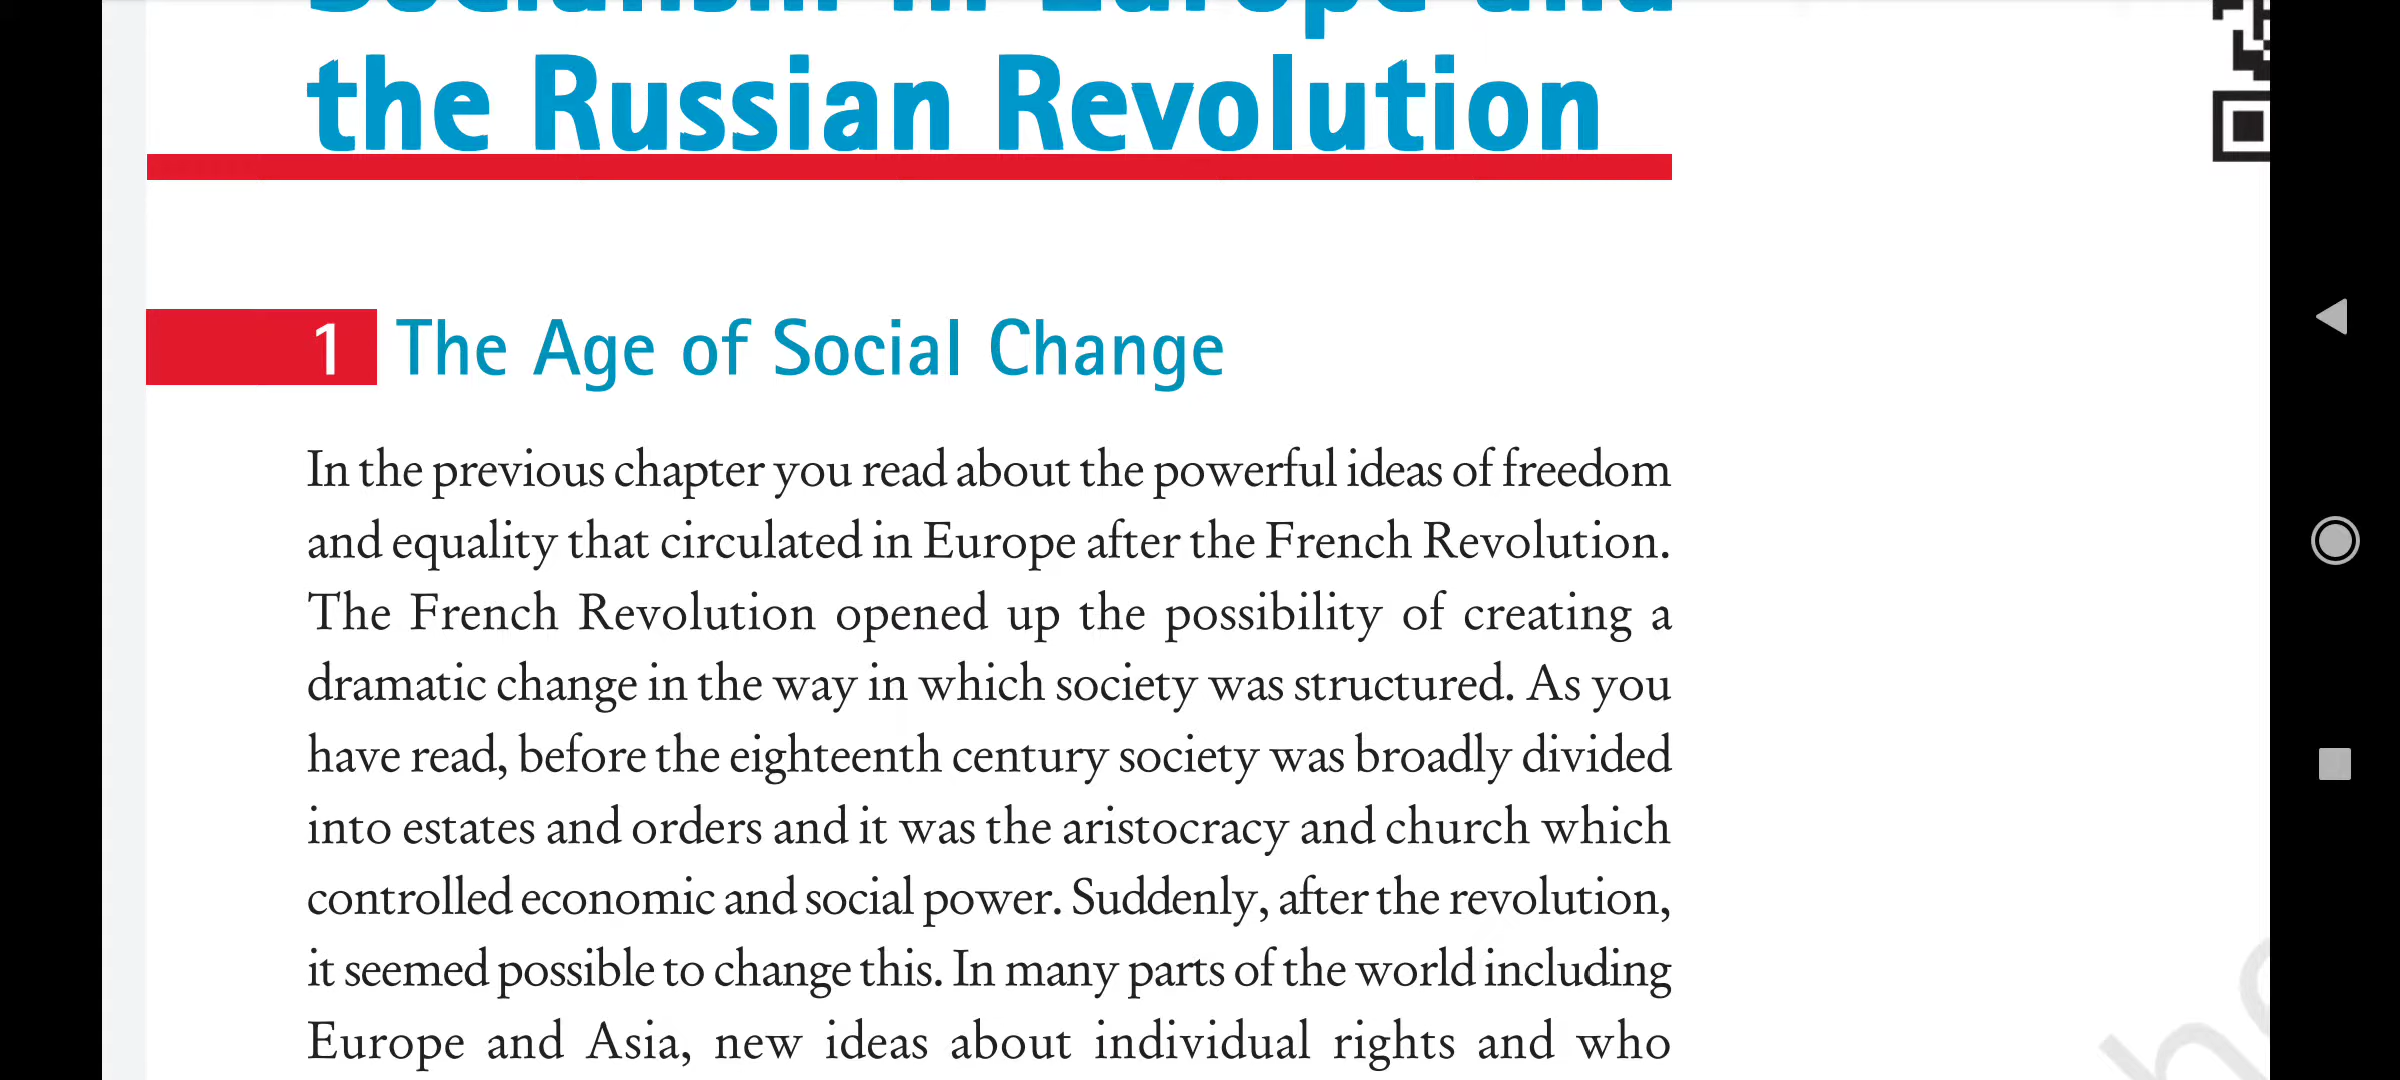 Socialism in Europe and
the Russian Revolution
1 The Age of Social Change
In the previous chapter you read about the powerful ideas of freedom
and equality that circulated in Europe after the French Revolution.
The French Revolution opened up the possibility of creating a
dramatic change in the way in which society was structured. As you
have read, before the eighteenth century society was broadly divided
into estates and orders and it was the aristocracy and church which
controlled economic and social power. Suddenly, after the revolution,
it seemed possible to change this. In many parts of the world including
Europe and Asia, new ideas about individual rights and who